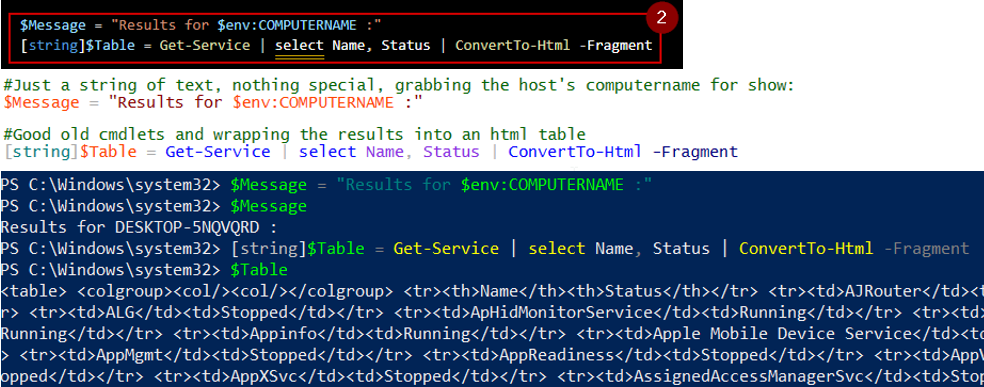 $Message = "Results for $env:COMPUTERNAME :"
2
[string]$Table = Get-Service | select Name, Status | ConvertTo-Html -Fragment
#Just a string of text, nothing special, grabbing the host's computername for show:
$Message = "Results for $env:COMPUTERNAME :"
#Good old cmdlets and wrapping the results into an html table
[string]$Table = Get-Service | select Name, Status | ConvertTo-Html -Fragment
PS C:\Windows\system32> $Message = "Results for $env:COMPUTERNAME :"
PS C:\Windows\system32> $Message
Results for DESKTOP-5NQVQRD :
PS C:\Windows\system32> [string]$Table = Get-Service | select Name, Status | ConvertTo-Html -Fragment
PS C:\Windows\system32> $Table
<table> <colgroup><col/><col/></colgroup> <tr><th>Name</th><th>Status</th></tr> <tr><td>AJRouter</td><t
r> <tr><td>ALG</td><td>Stopped</td></tr> <tr><td>ApHidMonitorService</td><td>Running</td></tr> <tr><td>
Running</td></tr> <tr><td>Appinfo</td><td>Running</td></tr> <tr><td>Apple Mobile Device Service</td><td
> <tr><td>AppMgmt</td><td>Stopped</td></tr> <tr><td>AppReadiness</td><td>Stopped</td></tr> <tr><td>AppV
opped</td></tr> <tr><td>AppXSvc</td><td>Stopped</td></tr> <tr><td>AssignedAccessManagerSvc</td><td>Stop